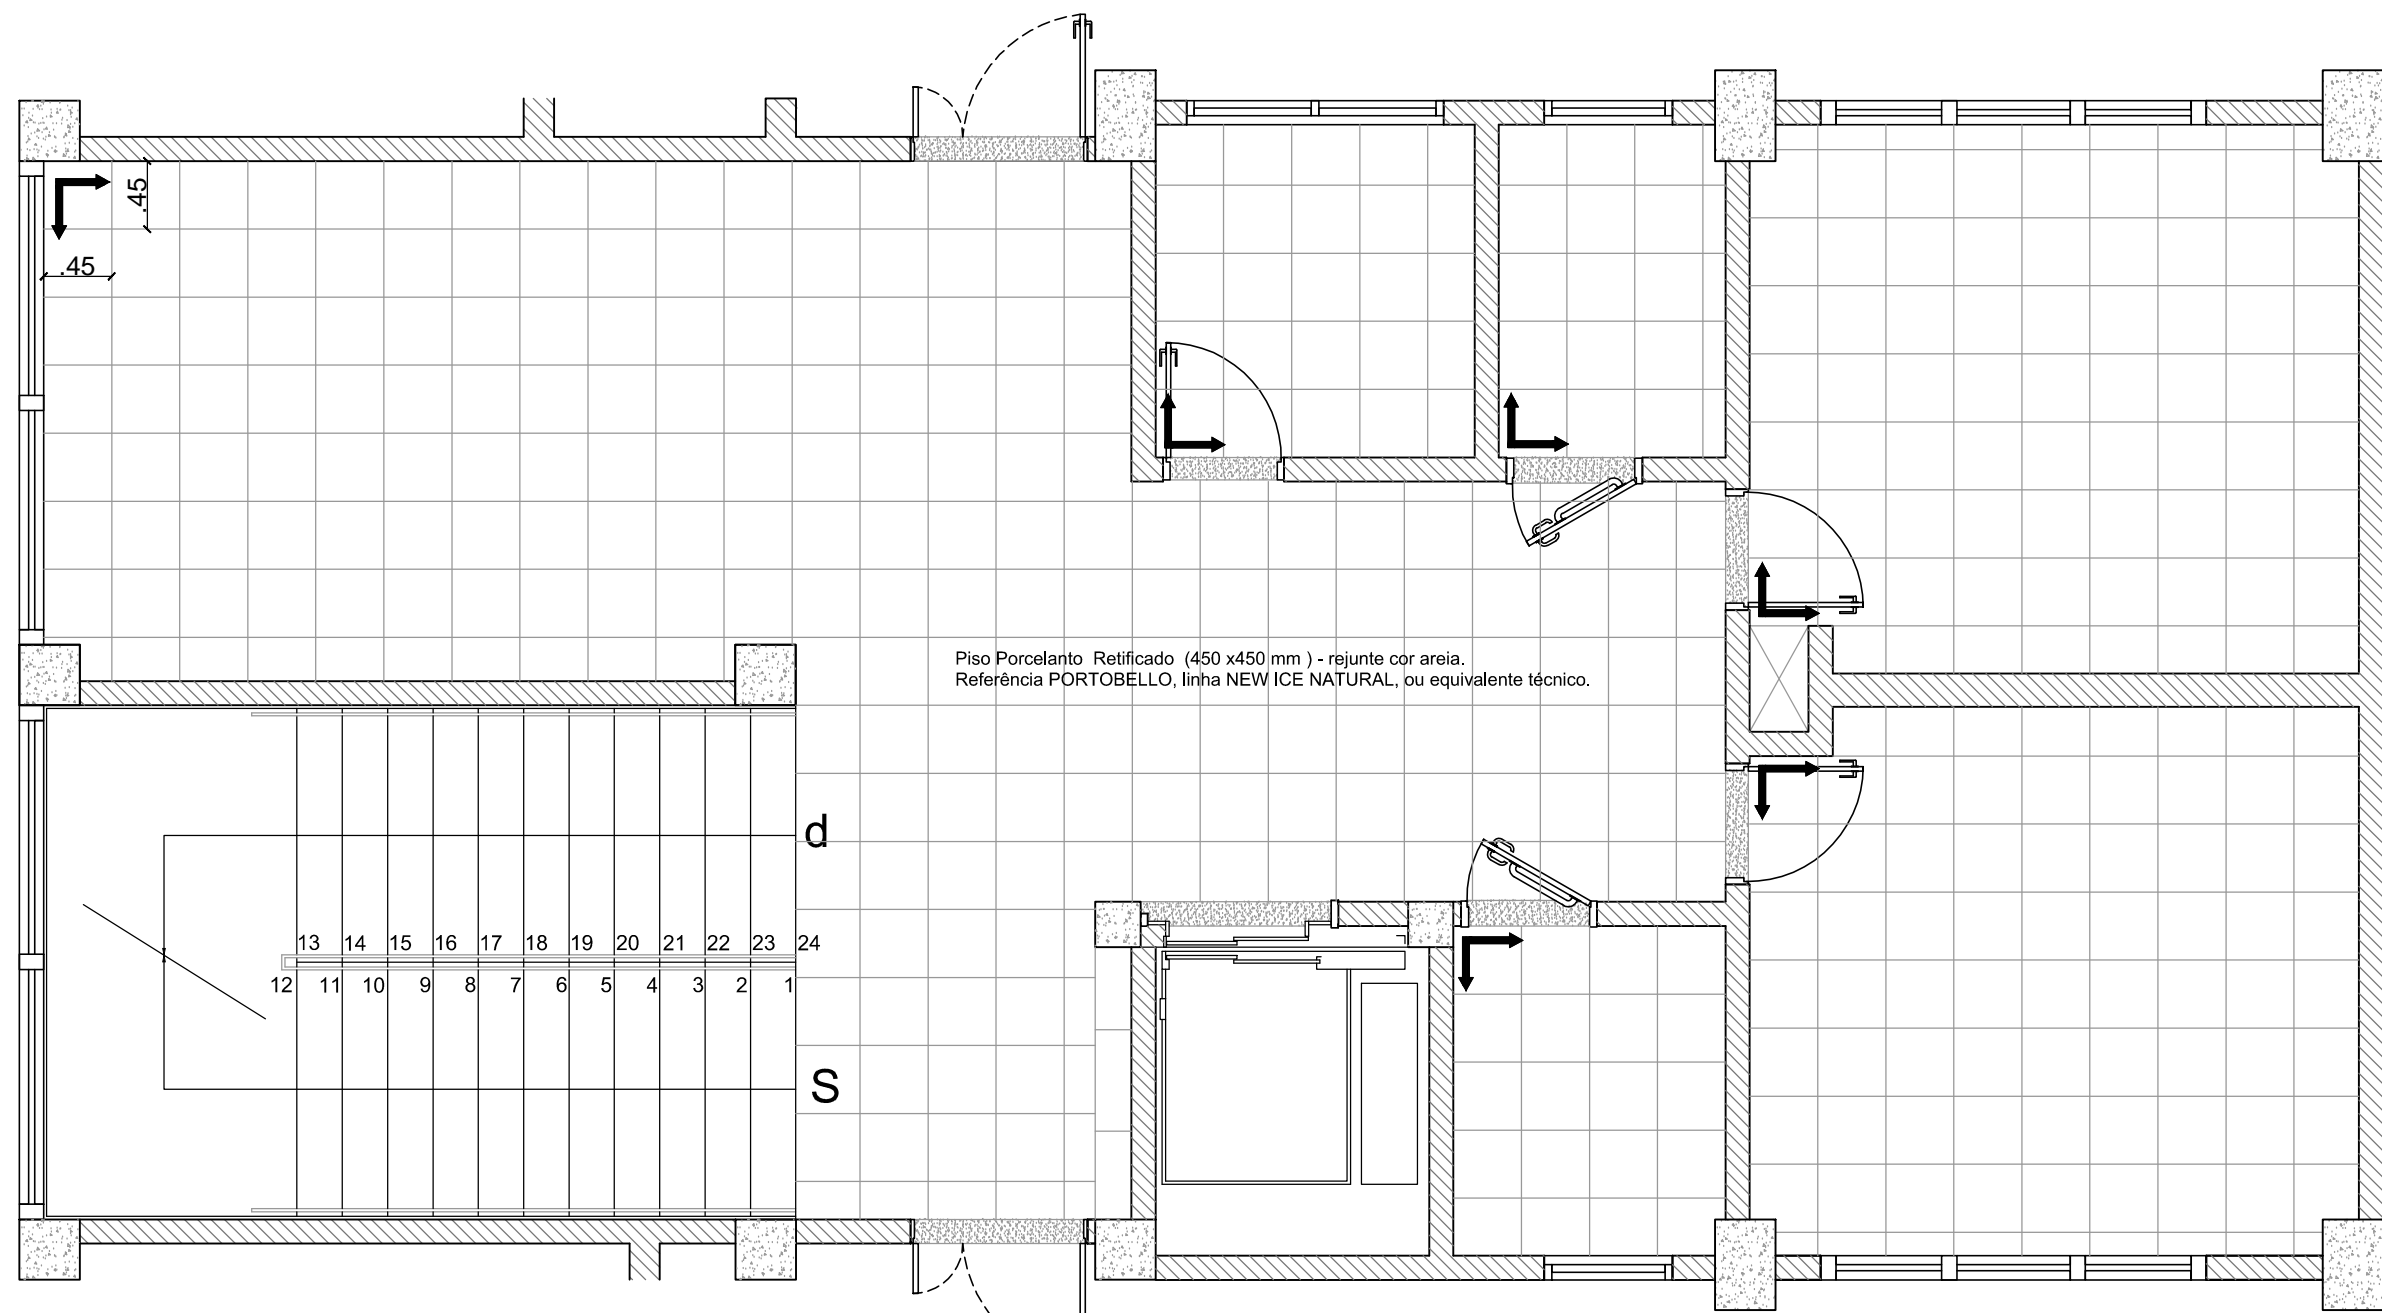 .45
.45
Piso Porcelanto Retificado (450 x450 mm ) - rejunte cor areia.
Referência PORTOBELLO, linha NEW ICE NATURAL, ou equivalente técnico.
d
13 14 15 16 17 18 19 20 21 22 23 24
12 11 10 9 8 7 6 5 4 3 2 1
S